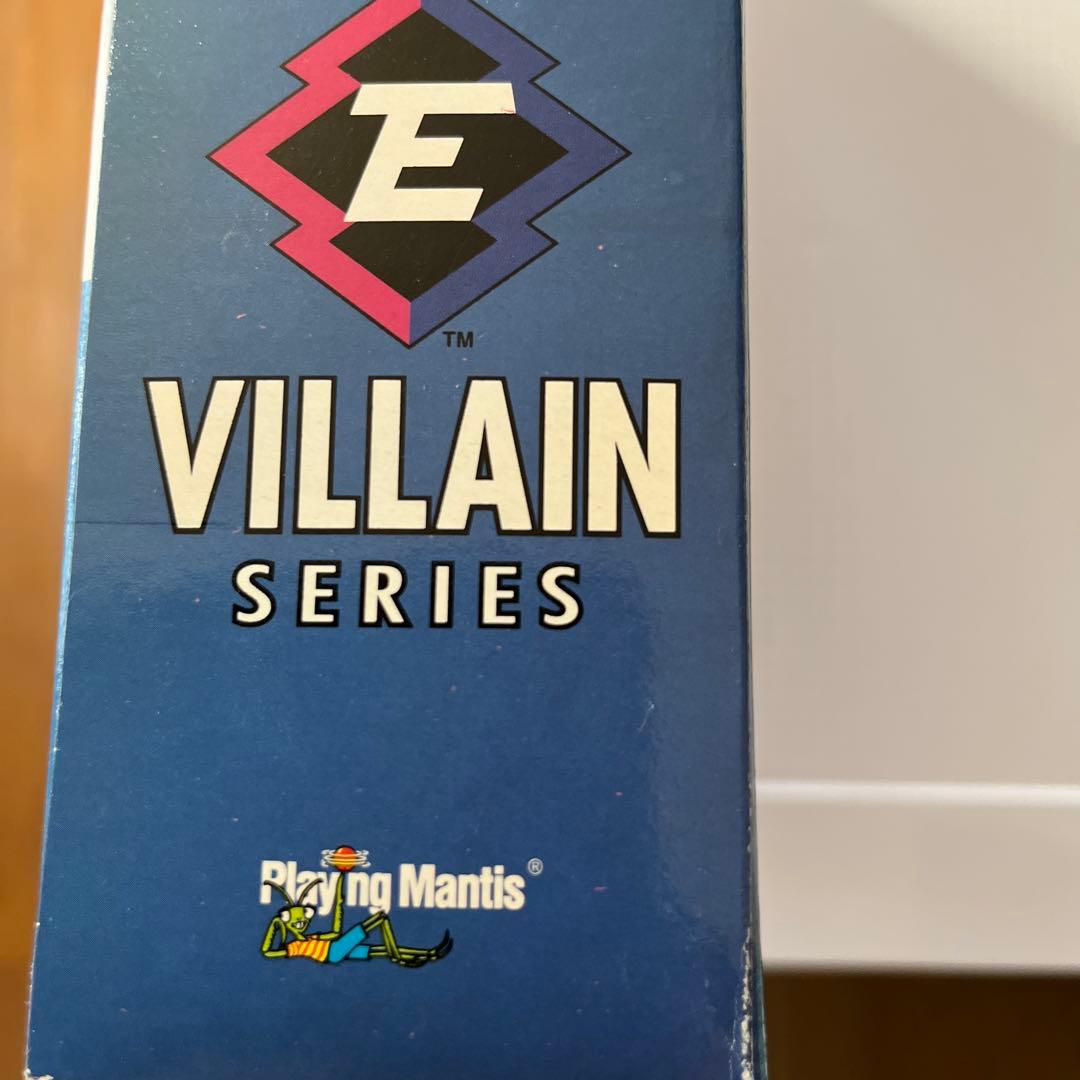 E
TM
VILLAIN
SERIES
Playing Mantis®